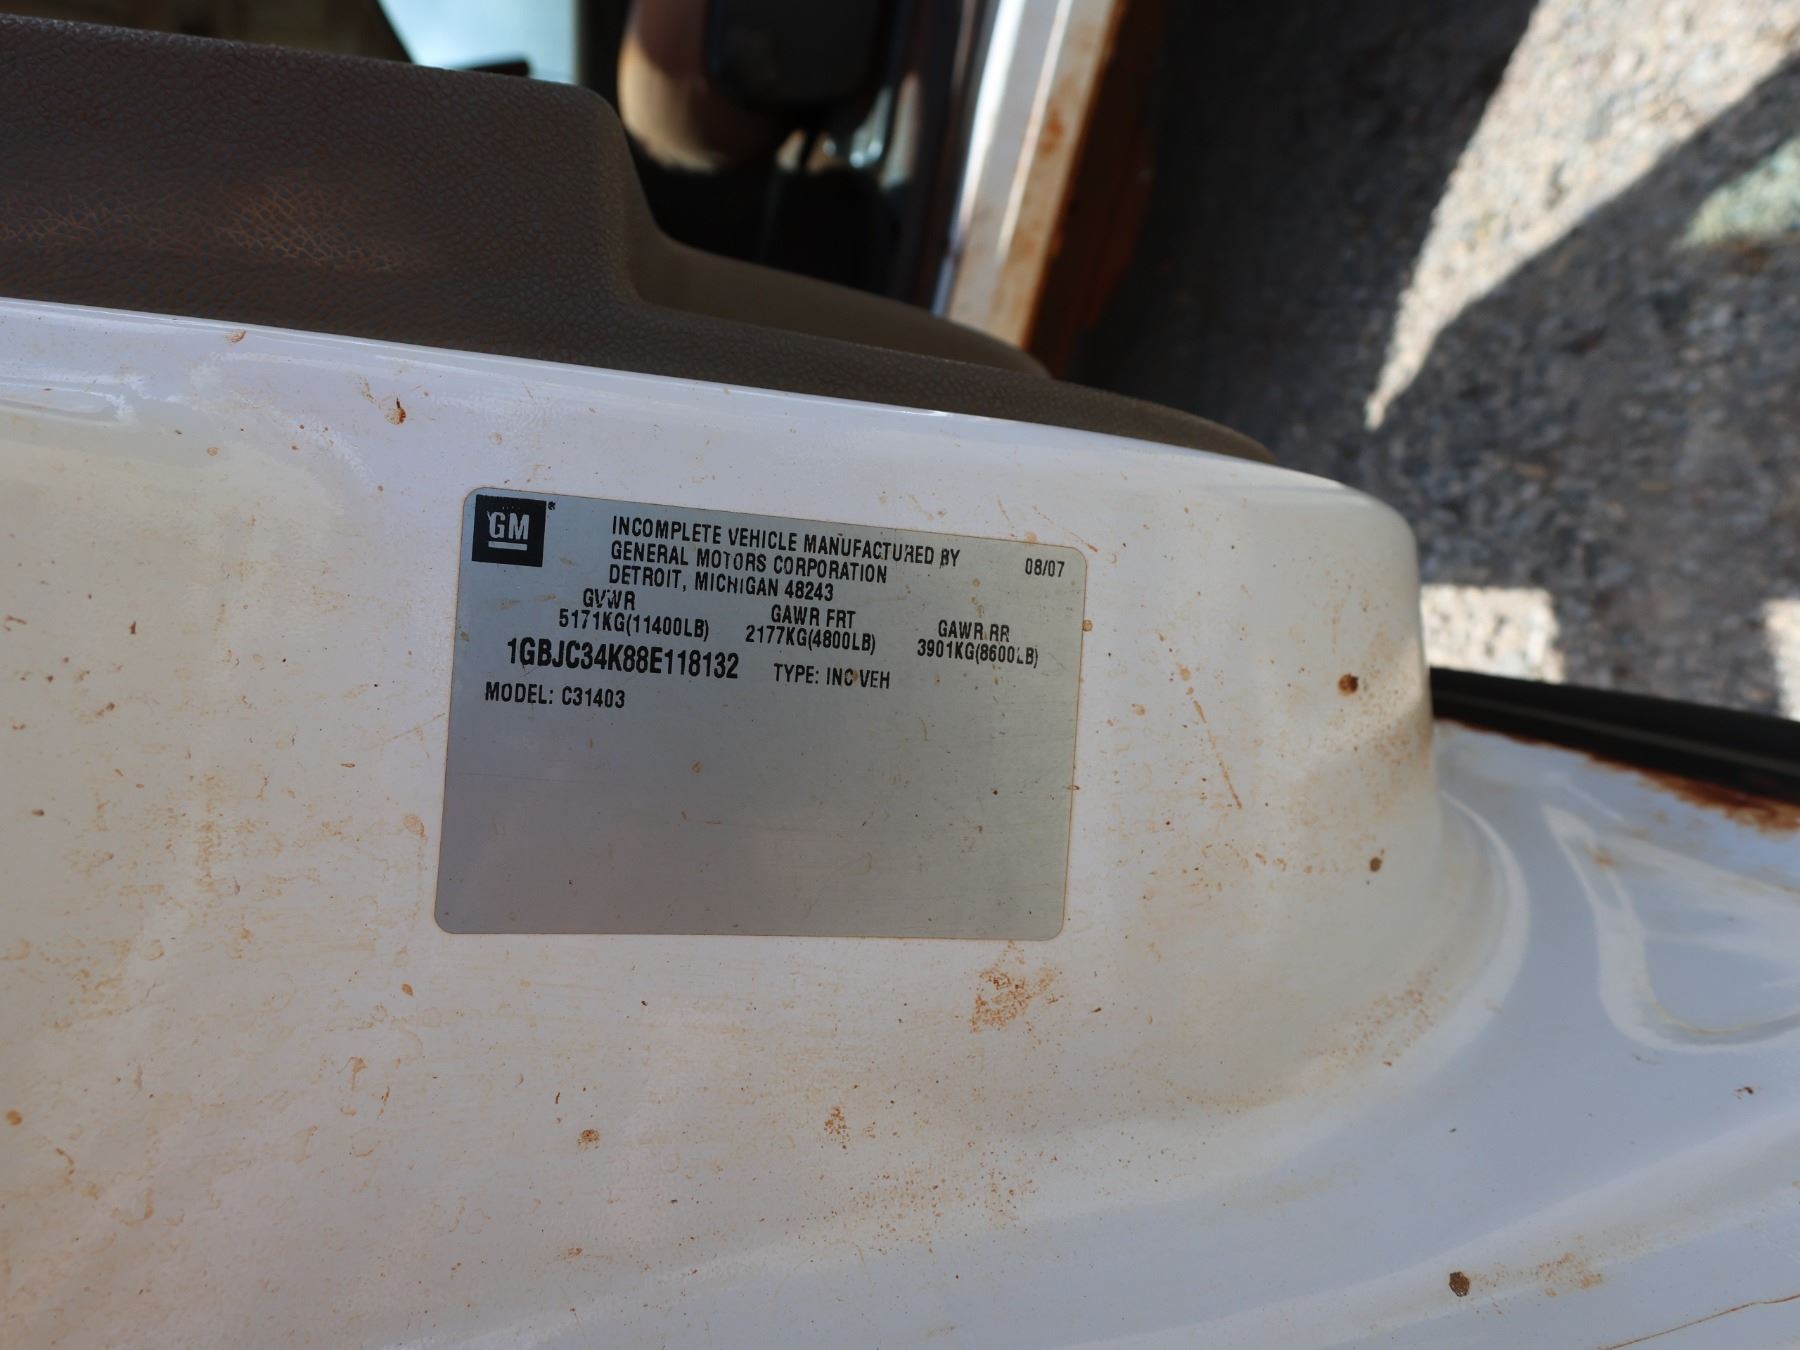 GM
INCOMPLETE VEHICLE MANUFACTURED BY
GENERAL MOTORS CORPORATION
DETROIT, MICHIGAN 48243
08/07
GVWR GAWR FRT GAWR RR
5171KG(11400LB) 2177KG(4800LB) 3901KG(8600LB)
1GBJC34K88E118132 TYPE: INC VEH
MODEL: C31403